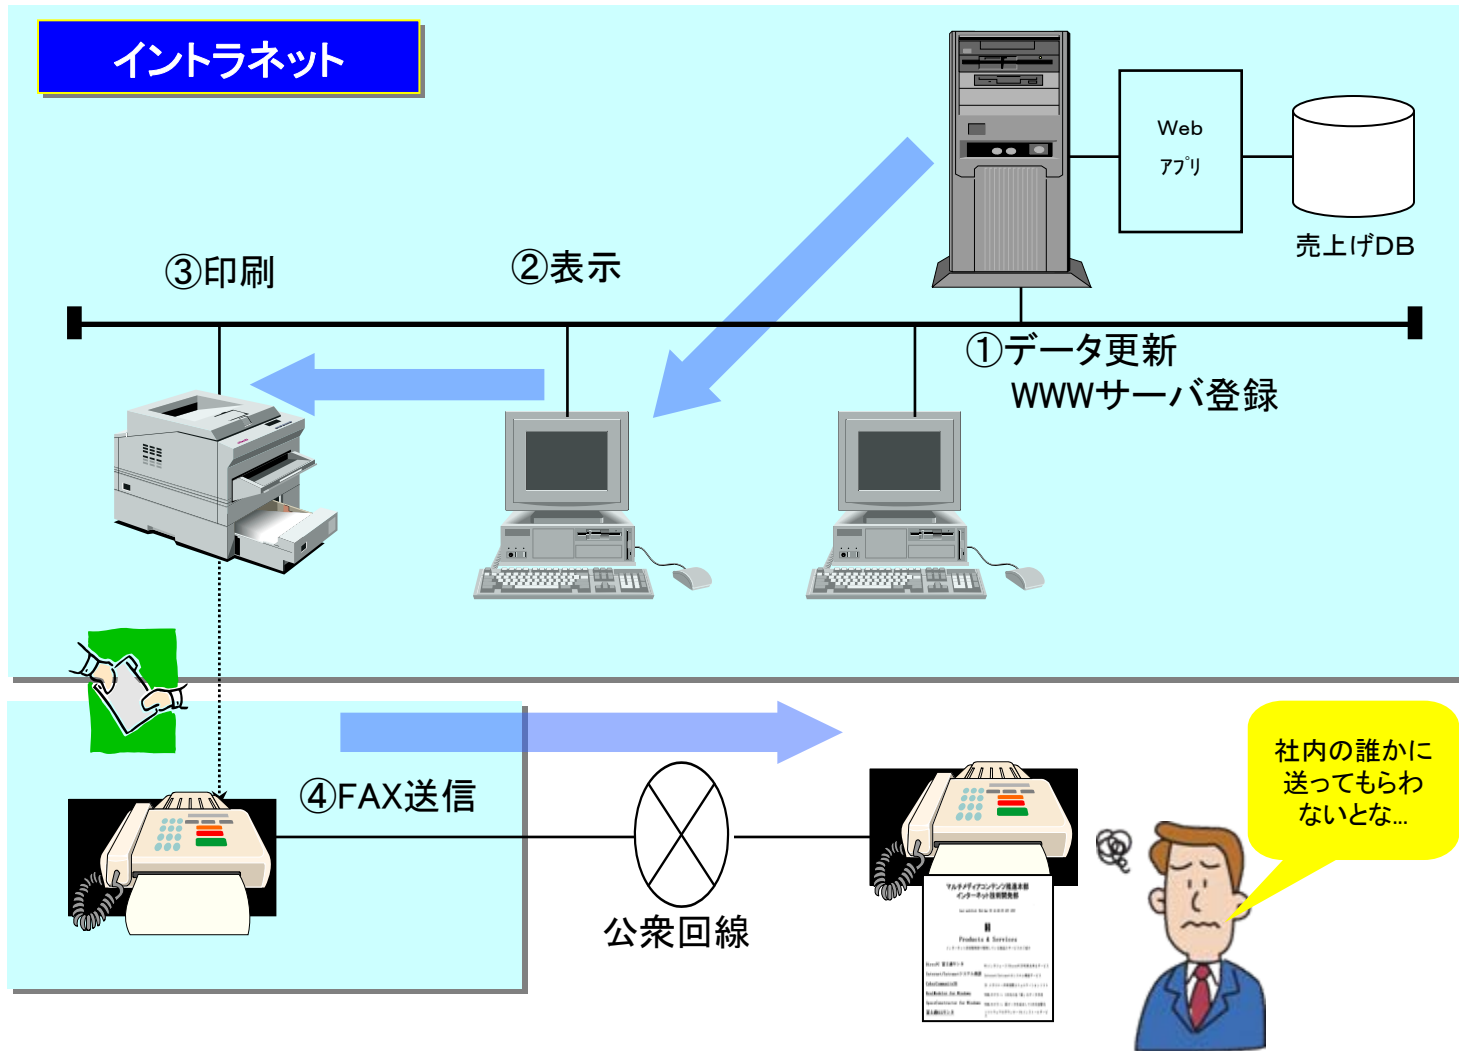 イントラネット
Web
アプリ
売上げDB
③印刷
②表示
①データ更新
WWWサーバ登録
④FAX送信
公衆回線
社内の誰かに
送ってもらわ
ないとな...
マルチメディアコンテンツ推進本部
インターネット技術開発部
Products & Services